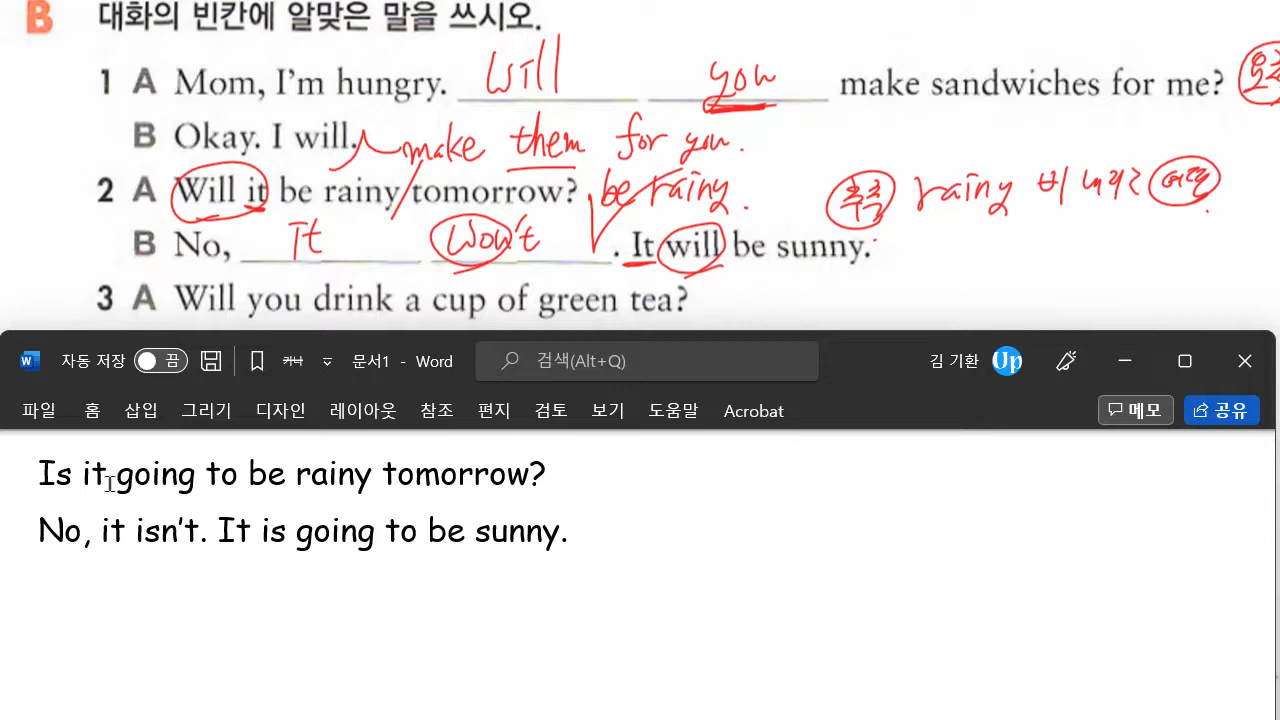 B 대화의 빈칸에 알맞은 말을 쓰시오.
1 A Mom, I'm hungry. will you make sandwiches for me?
B Okay. I will. make them for you.
2 A Will it be rainy/tomorrow? be rainy. 추측 rainy 비 내리는
B No, It won't. It will be sunny.
3 A Will you drink a cup of green tea?
자동 저장 끔 문서1 - Word 검색(Alt+Q) 김 기환 Up
파일 홈 삽입 그리기 디자인 레이아웃 참조 편지 검토 보기 도움말 Acrobat 메모 공유
Is it going to be rainy tomorrow?
No, it isn't. It is going to be sunny.